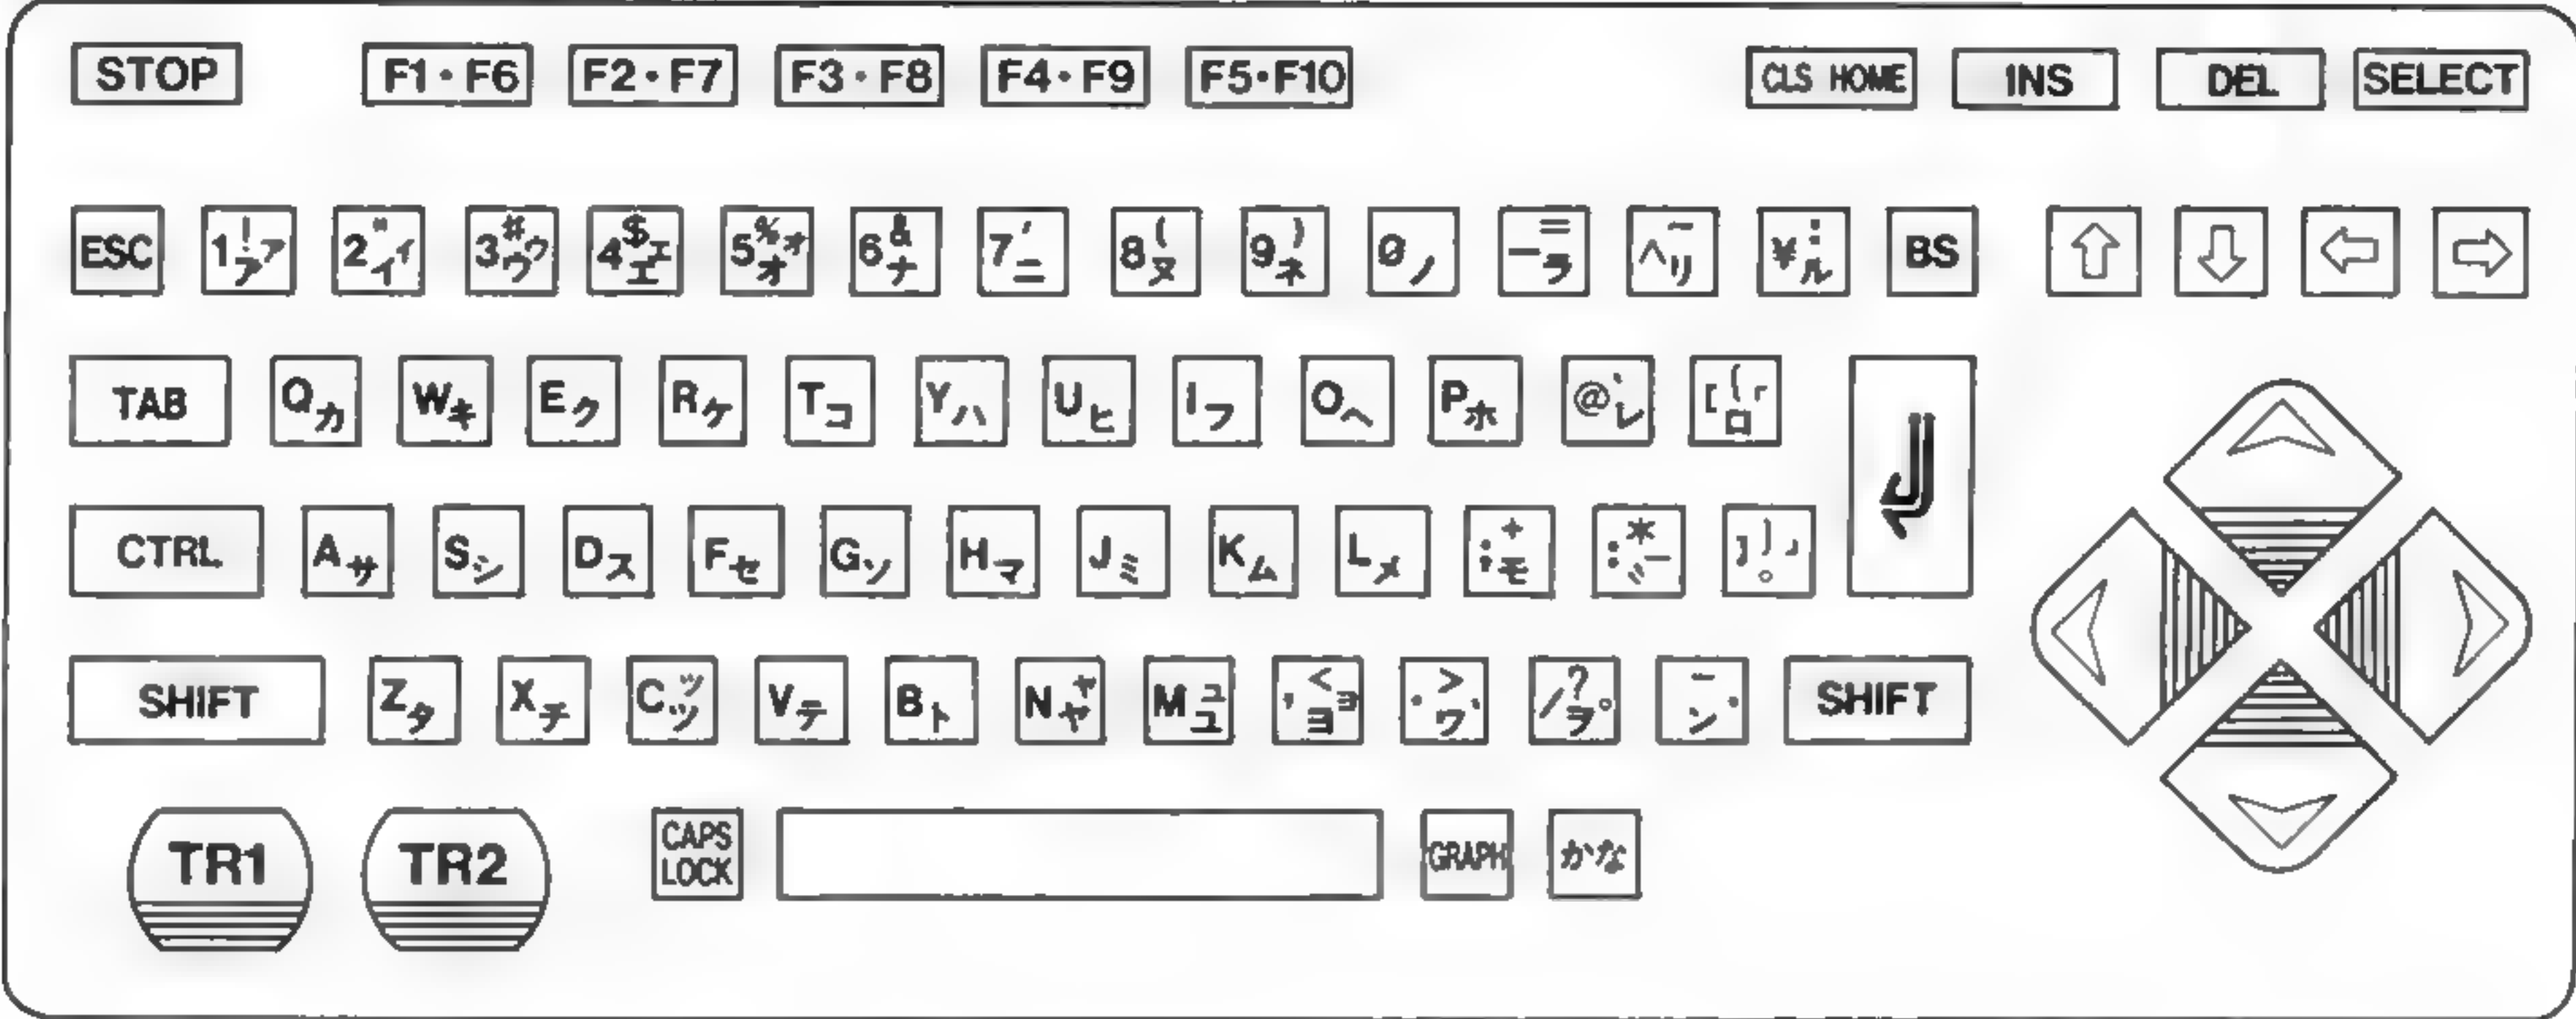 STOP F1・F6 F2・F7 F3・F8 F4・F9 F5・F10 CLS HOME INS DEL SELECT
ESC 1!ァア 2"ィイ 3#ゥウ 4$ェエ 5%ォオ 6&ナ 7'ニ 8(ヌ 9)ネ 0ノ -=ラ ^~リ ¥:ル BS ⇧ ⇩ ⇦ ⇨
TAB Qカ Wキ Eク Rケ Tコ Yハ Uヒ Iフ Oヘ Pホ @`レ [{「ロ
CTRL Aサ Sシ Dス Fセ Gソ Hマ Jミ Kム Lメ ;+モ :*ー゛ ]}」゜
SHIFT Zタ Xチ Cッツ Vテ Bト Nャヤ Mュユ ,<ョヨ .>、ワ /?。ヲ _・ン SHIFT
TR1 TR2 CAPS LOCK GRAPH かな